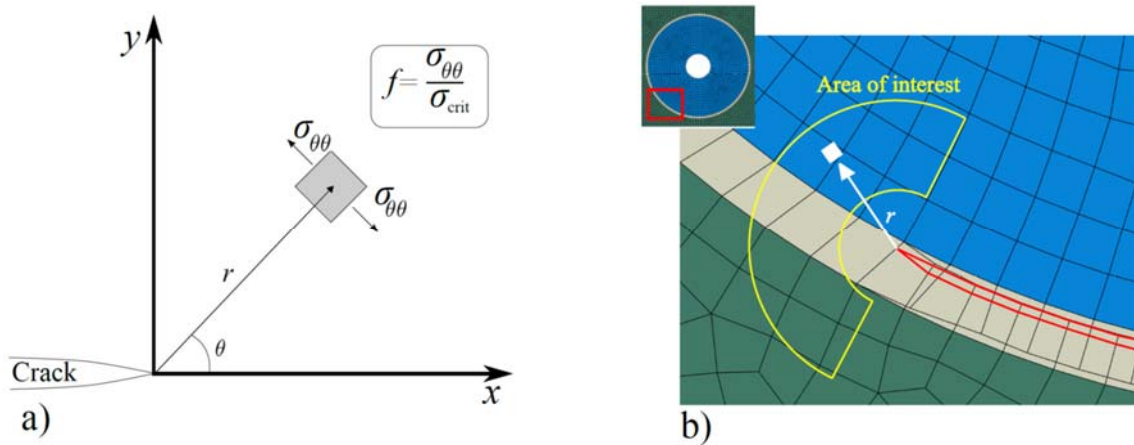 y
f = σθθ / σcrit
σθθ
σθθ
r
θ
Crack
x
a)
Area of interest
r
b)